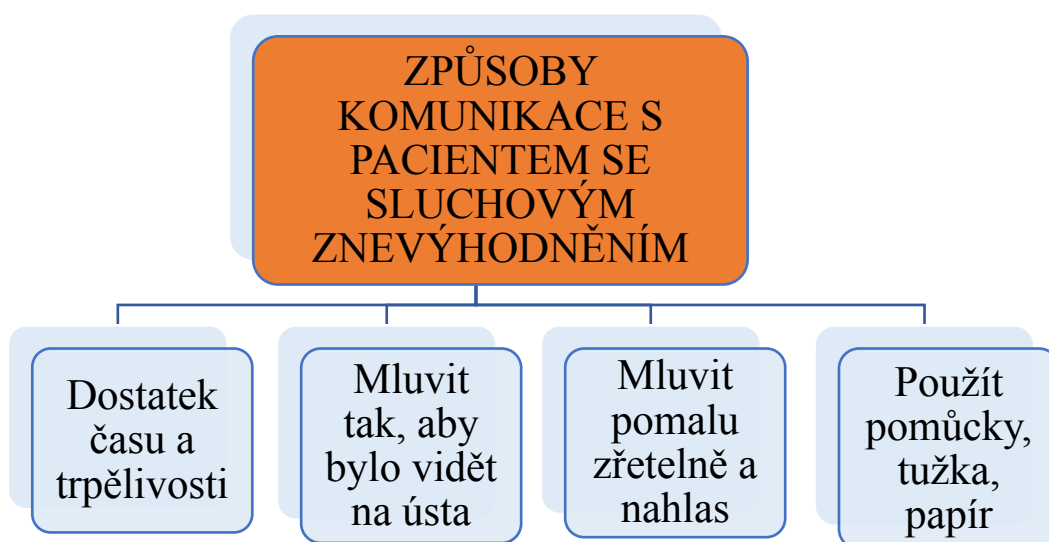 ZPŮSOBY
KOMUNIKACE S
PACIENTEM SE
SLUCHOVÝM
ZNEVÝHODNĚNÍM
Dostatek
času a
trpělivosti
Mluvit
tak, aby
bylo vidět
na ústa
Mluvit
pomalu
zřetelně a
nahlas
Použít
pomůcky,
tužka,
papír